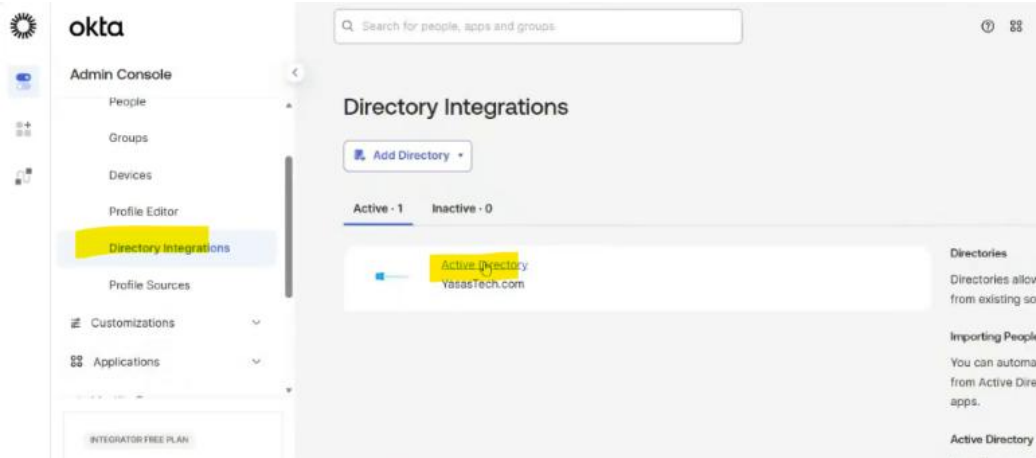 okta
Search for people, apps and groups
Admin Console
People
Groups
Devices
Profile Editor
Directory Integrations
Profile Sources
Customizations
Applications
INTEGRATOR FREE PLAN
Directory Integrations
Add Directory
Active · 1
Inactive · 0
Active Directory
YasasTech.com
Directories
Directories allow
from existing so
Importing People
You can automa
from Active Dire
apps.
Active Directory